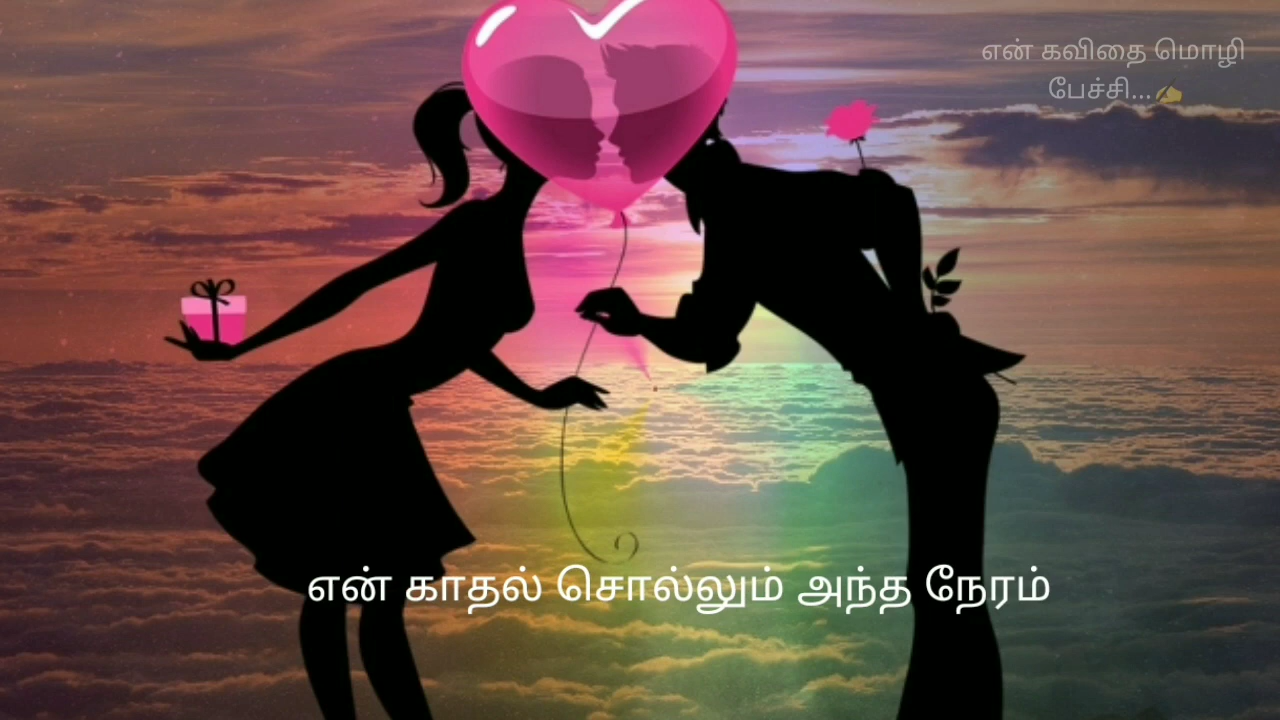 என் கவிதை மொழி
பேச்சி...✍
என் காதல் சொல்லும் அந்த நேரம்